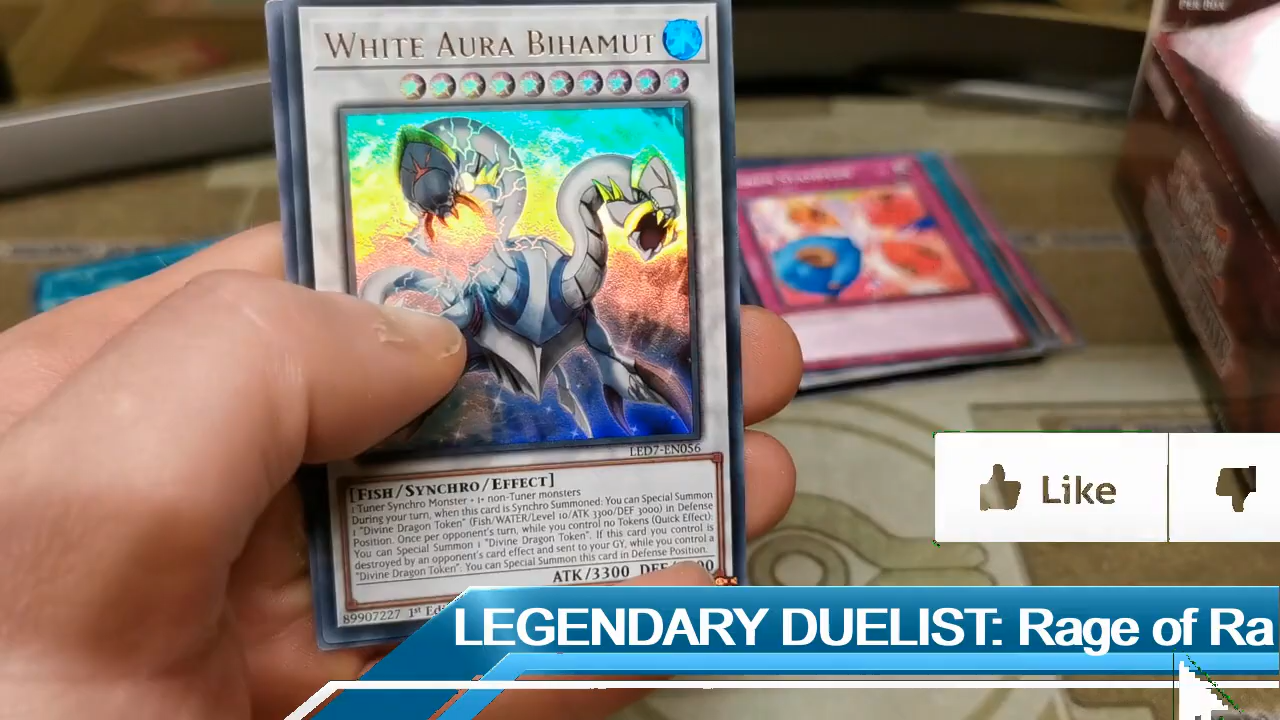 WHITE AURA BIHAMUT
LED7-EN056
[FISH/SYNCHRO/EFFECT]
1 Tuner Synchro Monster + 1+ non-Tuner monsters
During your turn, when this card is Synchro Summoned: You can Special Summon
1 "Divine Dragon Token" (Fish/WATER/Level 10/ATK 3300/DEF 3000) in Defense
Position. Once per opponent's turn, while you control no Tokens (Quick Effect):
You can Special Summon 1 "Divine Dragon Token". If this card you control is
destroyed by an opponent's card effect and sent to your GY, while you control a
"Divine Dragon Token": You can Special Summon this card in Defense Position.
ATK/3300
89907227 1st Edi
PER BOX
Like
LEGENDARY DUELIST: Rage of Ra